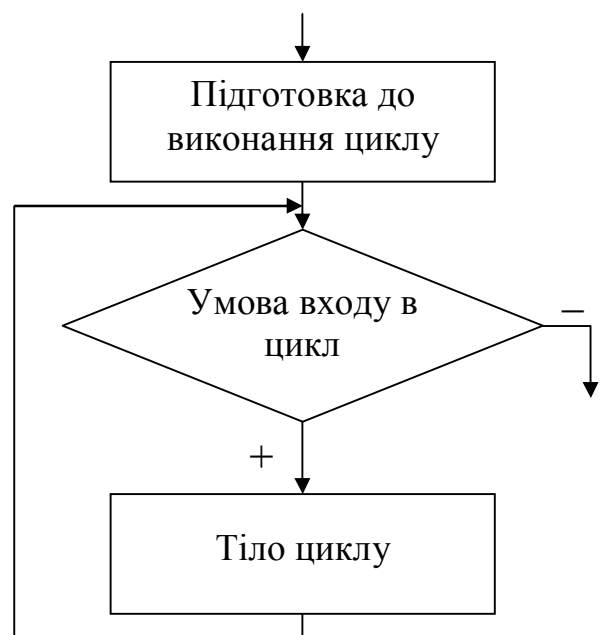 Підготовка до
виконання циклу
Умова входу в
цикл
−
+
Тіло циклу